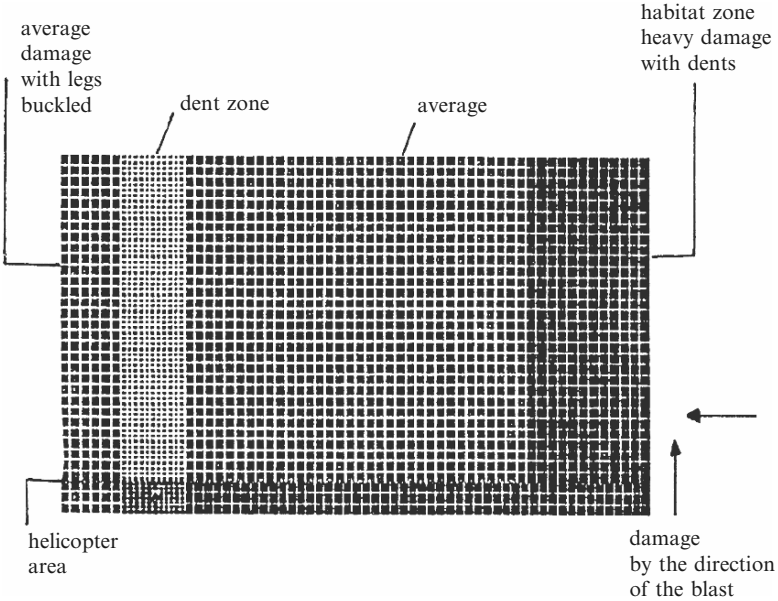 average
damage
with legs
buckled
dent zone
average
habitat zone
heavy damage
with dents
helicopter
area
damage
by the direction
of the blast